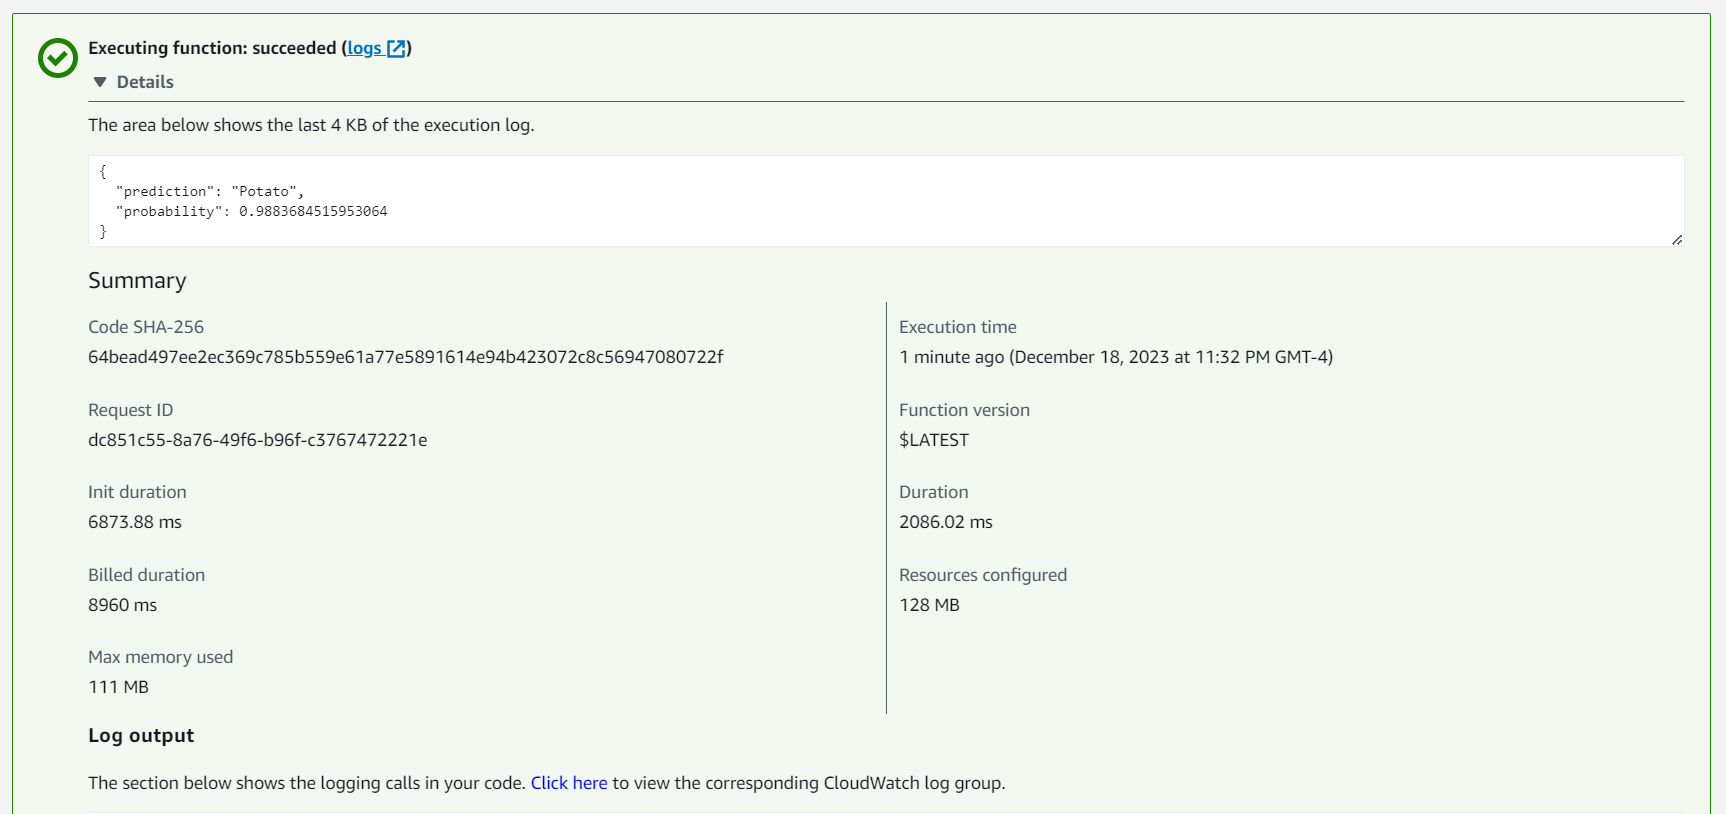 Executing function: succeeded (logs)
Details
The area below shows the last 4 KB of the execution log.
{
  "prediction": "Potato",
  "probability": 0.9883684515953064
}
Summary
Code SHA-256
64bead497ee2ec369c785b559e61a77e5891614e94b423072c8c56947080722f
Execution time
1 minute ago (December 18, 2023 at 11:32 PM GMT-4)
Request ID
dc851c55-8a76-49f6-b96f-c3767472221e
Function version
$LATEST
Init duration
6873.88 ms
Duration
2086.02 ms
Billed duration
8960 ms
Resources configured
128 MB
Max memory used
111 MB
Log output
The section below shows the logging calls in your code. Click here to view the corresponding CloudWatch log group.